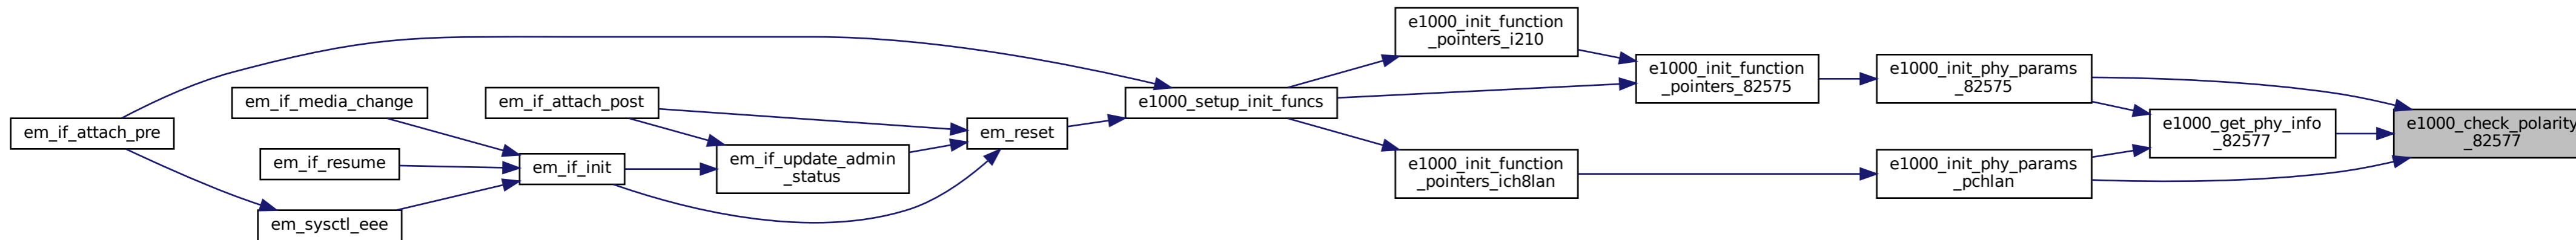 em_if_attach_pre
em_if_media_change
em_if_resume
em_sysctl_eee
em_if_attach_post
em_if_init
em_if_update_admin
_status
em_reset
e1000_setup_init_funcs
e1000_init_function
_pointers_i210
e1000_init_function
_pointers_ich8lan
e1000_init_function
_pointers_82575
e1000_init_phy_params
_82575
e1000_init_phy_params
_pchlan
e1000_get_phy_info
_82577
e1000_check_polarity
_82577